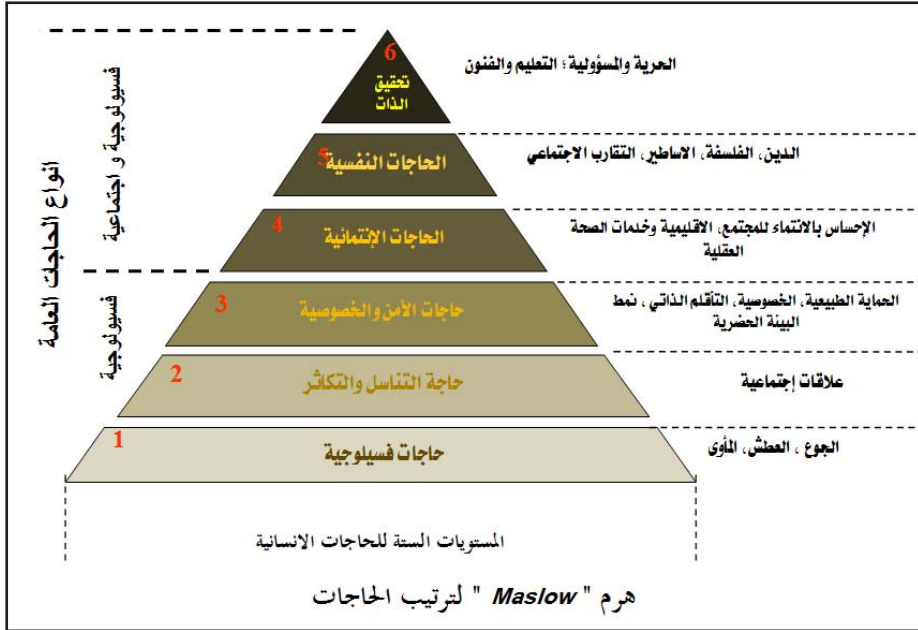 6
تحقيق
الذات
الحرية والمسؤولية؛ التعليم والفنون
5
الحاجات النفسية
الدين، الفلسفة، الاساطير، التقارب الاجتماعي
4
الحاجات الإنتمائية
الإحساس بالانتماء للمجتمع، الاقليمية وخدمات الصحة
العقلية
3
حاجات الأمن والخصوصية
الحماية الطبيعية، الخصوصية، التأقلم الذاتي ، نمط
البيئة الحضرية
2
حاجة التناسل والتكاثر
علاقات إجتماعية
1
حاجات فسيلوجية
الجوع ، العطش، المأوى
انواع الحاجات العامة
فسيولوجية و اجتماعية
فسيولوجية
المستويات الستة للحاجات الانسانية
هرم " Maslow " لترتيب الحاجات